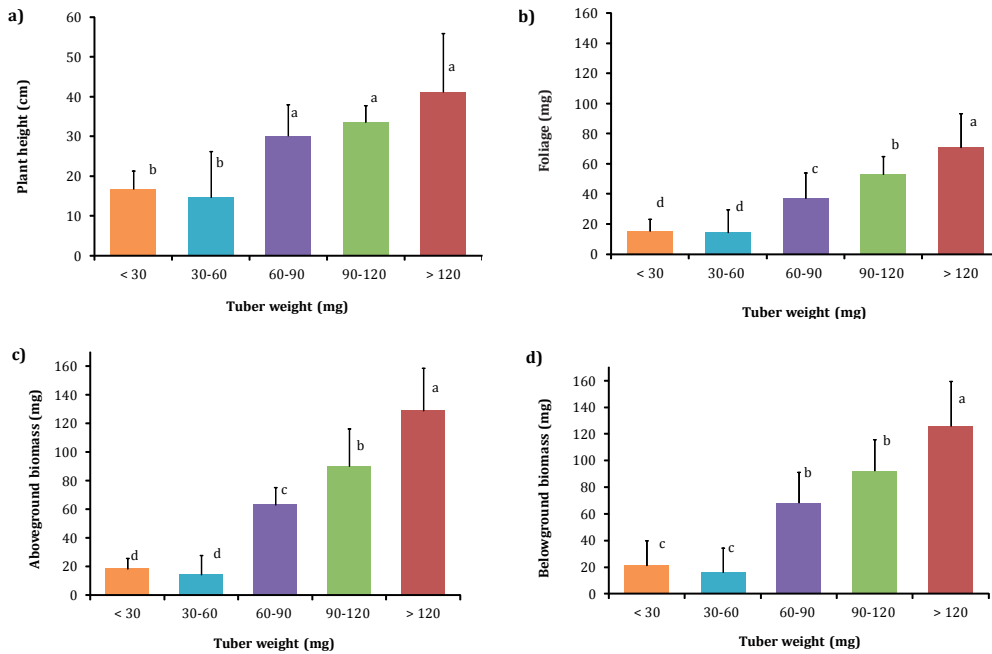 a)
Plant height (cm)
60
50
40
30
20
10
0
b
b
a
a
a
< 30
30-60
60-90
90-120
> 120
Tuber weight (mg)
b)
Foliage (mg)
160
140
120
100
80
60
40
20
0
d
d
c
b
a
< 30
30-60
60-90
90-120
> 120
Tuber weight (mg)
c)
Aboveground biomass (mg)
160
140
120
100
80
60
40
20
0
d
d
c
b
a
< 30
30-60
60-90
90-120
> 120
Tuber weight (mg)
d)
Belowground biomass (mg)
160
140
120
100
80
60
40
20
0
c
c
b
b
a
< 30
30-60
60-90
90-120
> 120
Tuber weight (mg)